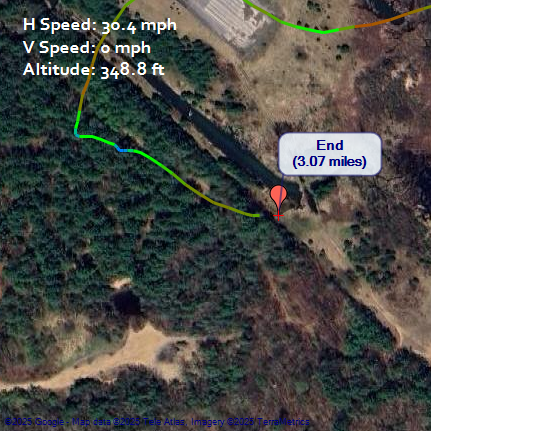 H Speed: 30.4 mph
V Speed: 0 mph
Altitude: 348.8 ft
End
(3.07 miles)
©2025 Google - Map data ©2025 Tele Atlas, Imagery ©2025 TerraMetrics